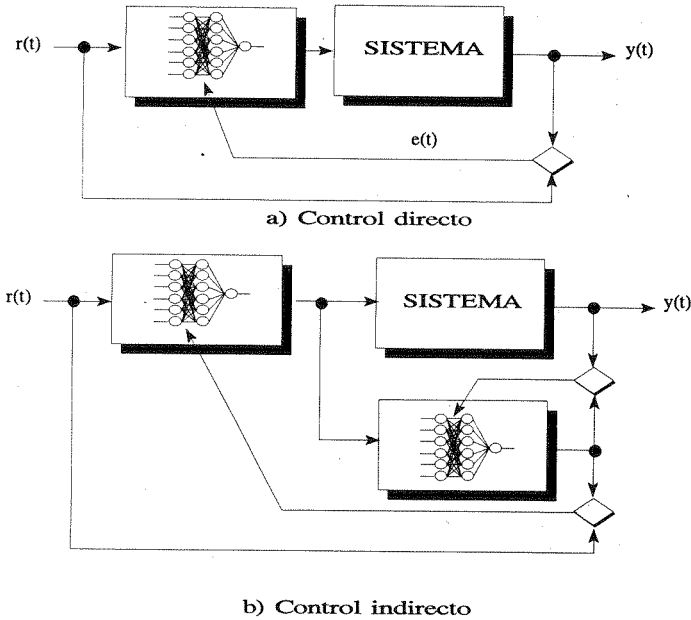 r(t)
SISTEMA
y(t)
e(t)
a) Control directo
r(t)
SISTEMA
y(t)
b) Control indirecto